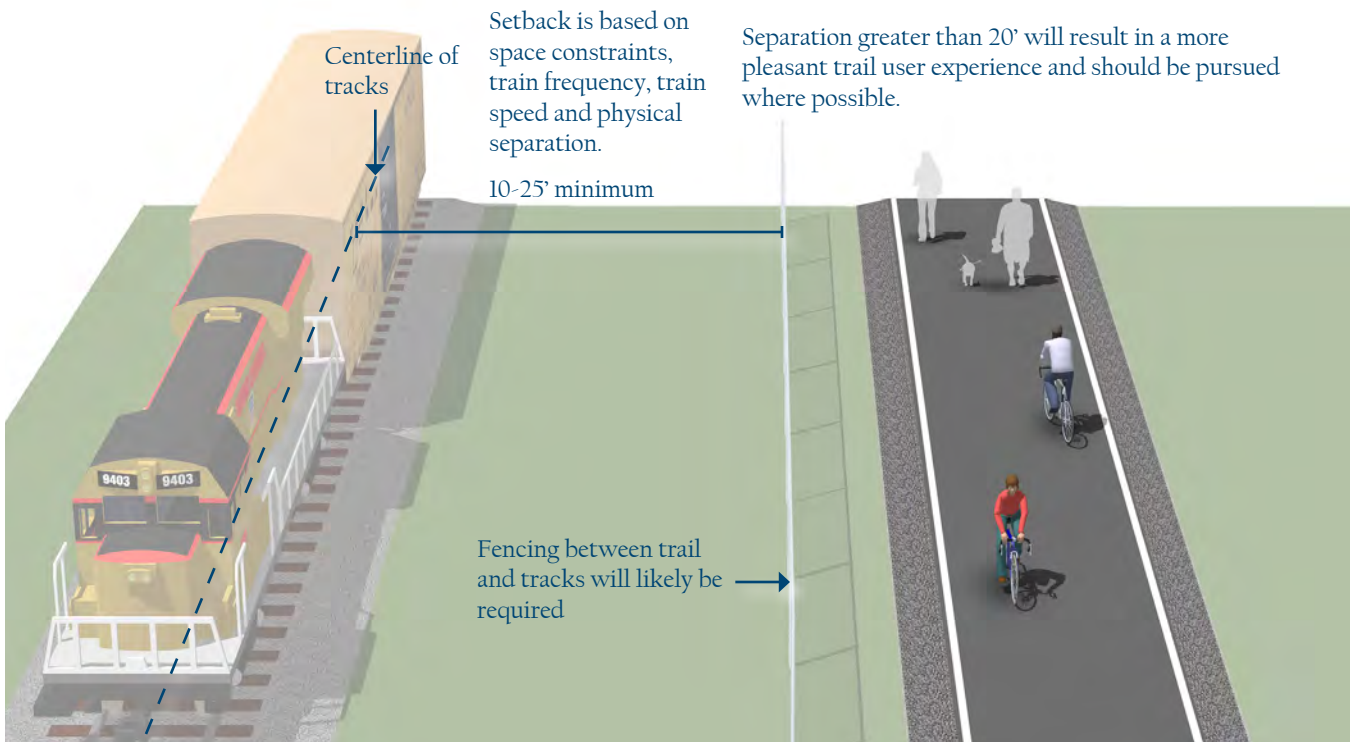 Centerline of
tracks
Setback is based on
space constraints,
train frequency, train
speed and physical
separation.
10-25’ minimum
Separation greater than 20’ will result in a more
pleasant trail user experience and should be pursued
where possible.
9403 9403
Fencing between trail
and tracks will likely be
required